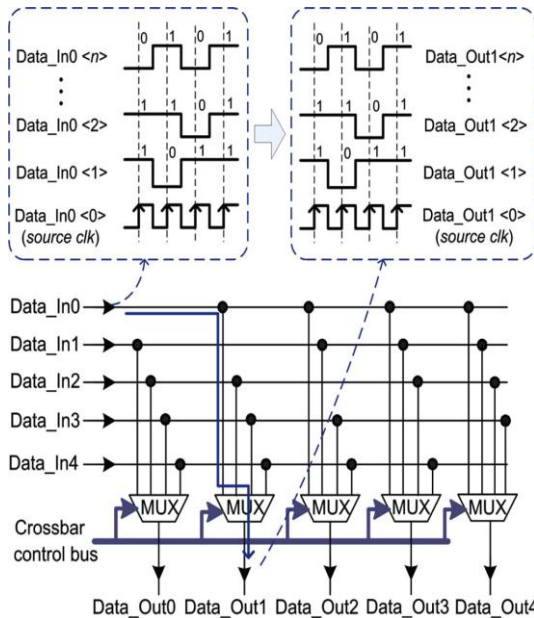 0 1 0 1
Data_In0 <n>
1 1 0 1
Data_In0 <2>
1 0 1 1
Data_In0 <1>
Data_In0 <0>
(source clk)
0 1 0 1
Data_Out1<n>
1 1 0 1
Data_Out1 <2>
1 0 1 1
Data_Out1 <1>
Data_Out1 <0>
(source clk)
Data_In0
Data_In1
Data_In2
Data_In3
Data_In4
MUX MUX MUX MUX MUX
Crossbar
control bus
Data_Out0 Data_Out1 Data_Out2 Data_Out3 Data_Out4